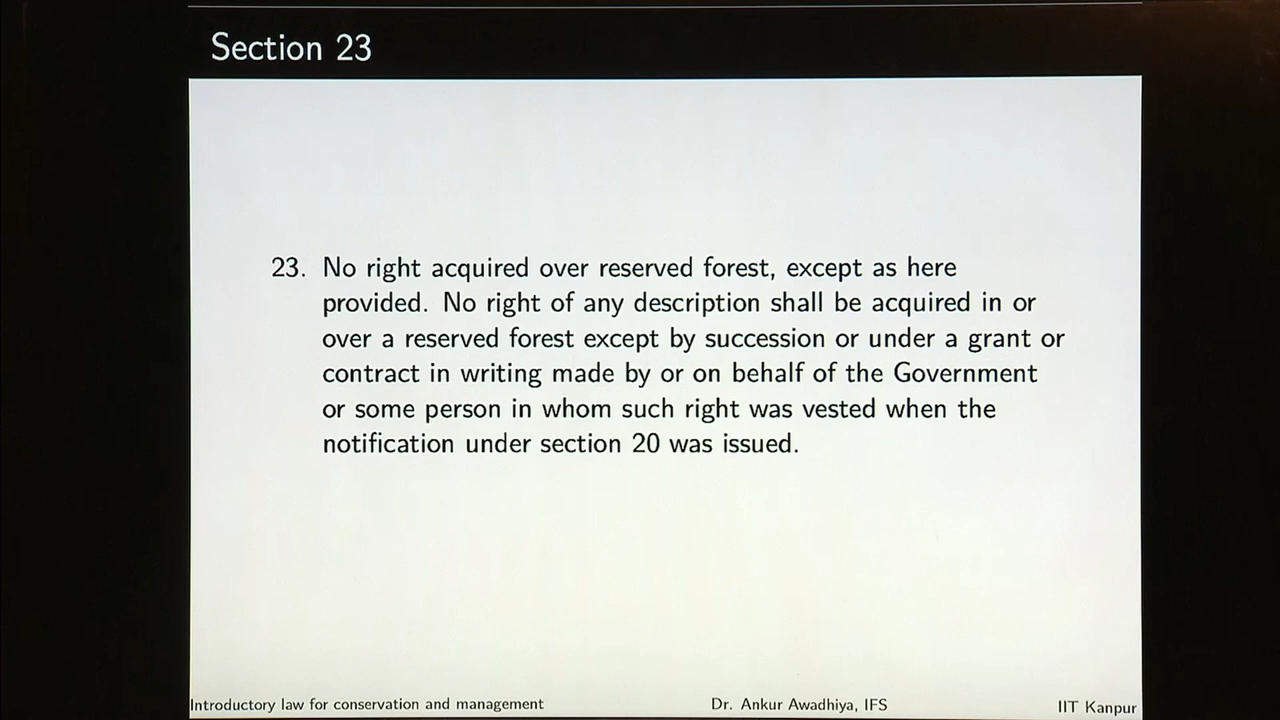 Section 23
23. No right acquired over reserved forest, except as here
provided. No right of any description shall be acquired in or
over a reserved forest except by succession or under a grant or
contract in writing made by or on behalf of the Government
or some person in whom such right was vested when the
notification under section 20 was issued.
Introductory law for conservation and management Dr. Ankur Awadhiya, IFS IIT Kanpur